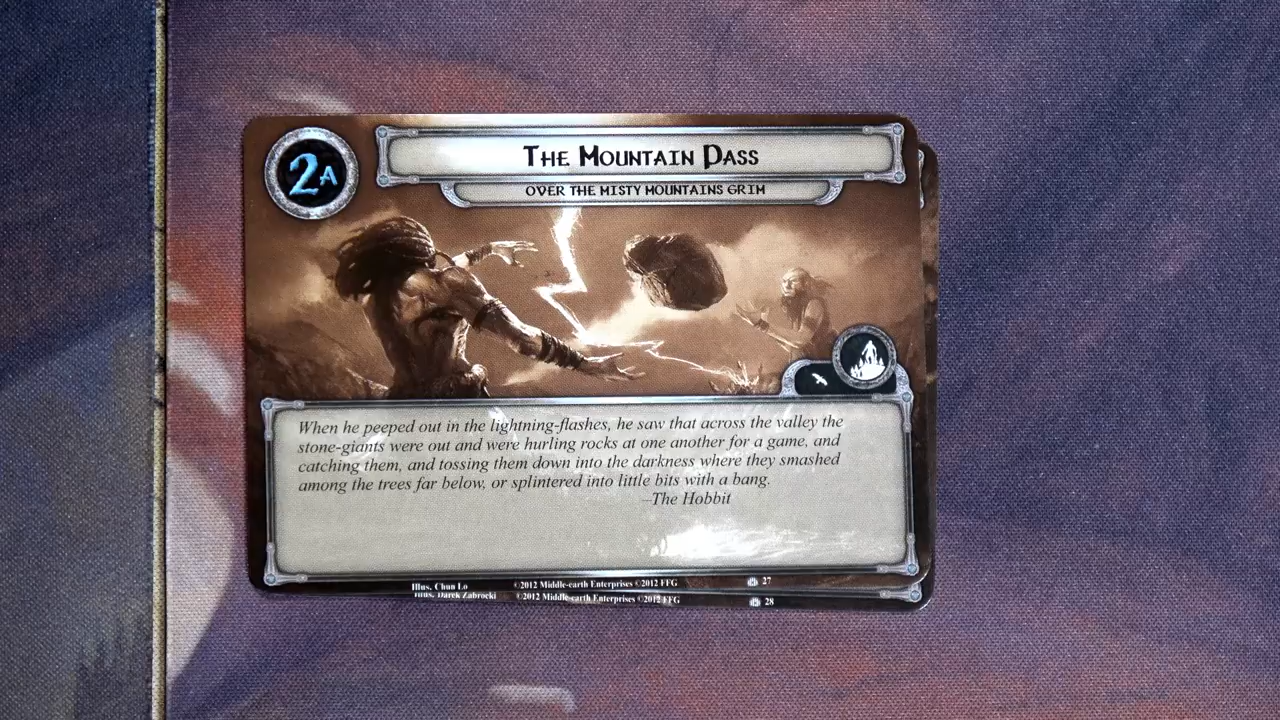 2A
THE MOUNTAIN PASS
OVER THE MISTY MOUNTAINS GRIM
When he peeped out in the lightning-flashes, he saw that across the valley the
stone-giants were out and were hurling rocks at one another for a game, and
catching them, and tossing them down into the darkness where they smashed
among the trees far below, or splintered into little bits with a bang.
–The Hobbit
Illus. Chun Lo ©2012 Middle-earth Enterprises ©2012 FFG 27
Illus. Darek Zabrocki ©2012 Middle-earth Enterprises ©2012 FFG 28